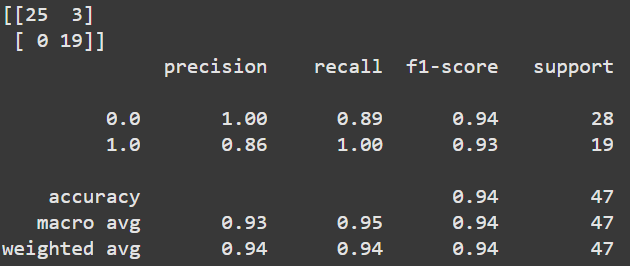 [[25  3]
 [ 0 19]]
              precision    recall  f1-score   support

         0.0       1.00      0.89      0.94        28
         1.0       0.86      1.00      0.93        19

    accuracy                           0.94        47
   macro avg       0.93      0.95      0.94        47
weighted avg       0.94      0.94      0.94        47